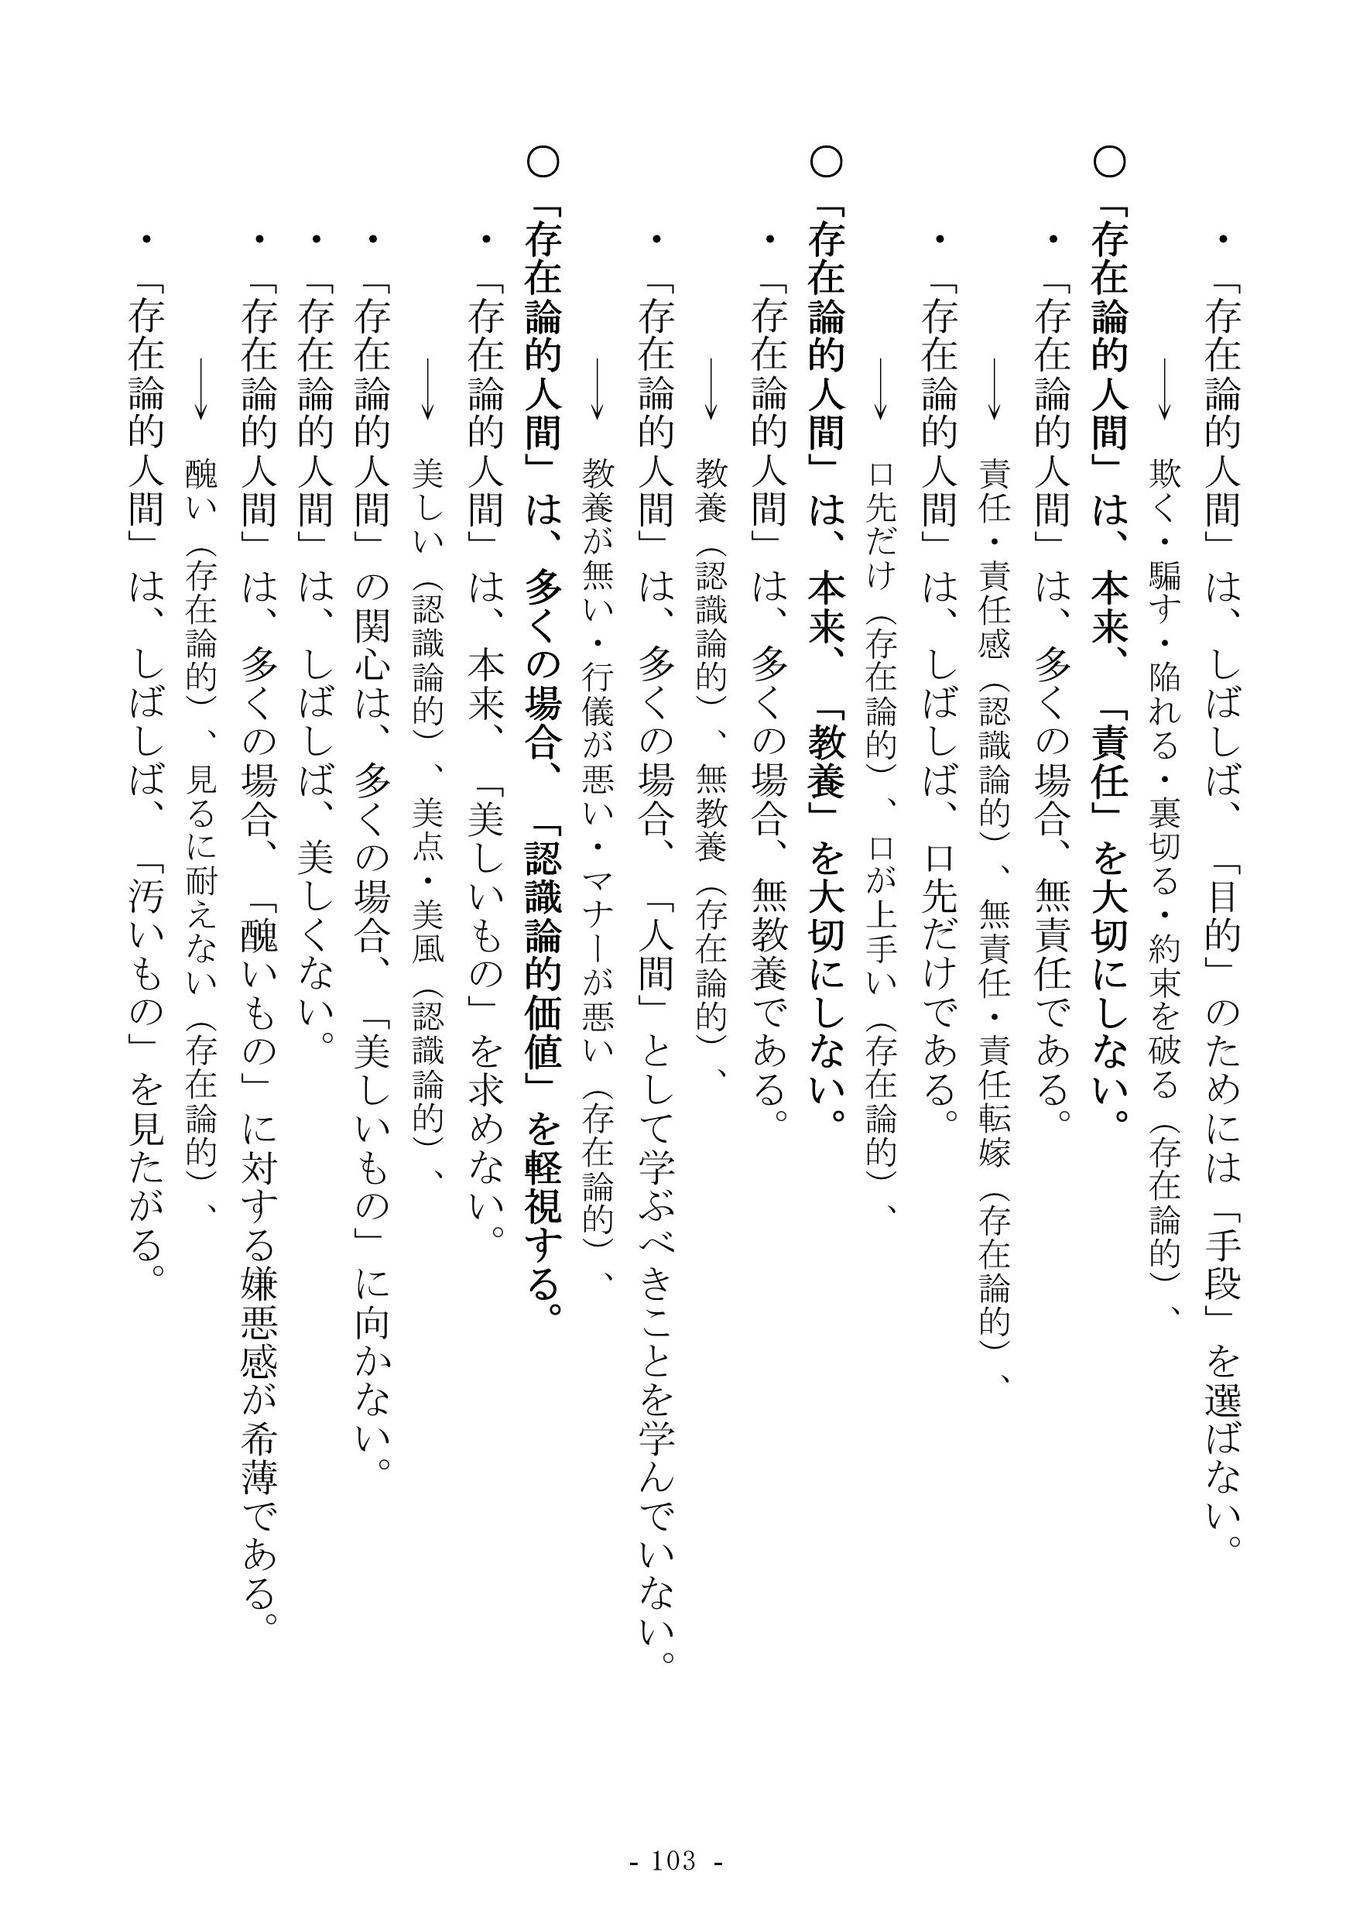 ・「存在論的人間」は、しばしば、「目的」のためには「手段」を選ばない。
→ 欺く・騙す・陥れる・裏切る・約束を破る（存在論的）、
〇「存在論的人間」は、本来、「責任」を大切にしない。
・「存在論的人間」は、多くの場合、無責任である。
→ 責任・責任感（認識論的）、無責任・責任転嫁（存在論的）、
・「存在論的人間」は、しばしば、口先だけである。
→ 口先だけ（存在論的）、口が上手い（存在論的）、
〇「存在論的人間」は、本来、「教養」を大切にしない。
・「存在論的人間」は、多くの場合、無教養である。
→ 教養（認識論的）、無教養（存在論的）、
・「存在論的人間」は、多くの場合、「人間」として学ぶべきことを学んでいない。
→ 教養が無い・行儀が悪い・マナーが悪い（存在論的）、
〇「存在論的人間」は、多くの場合、「認識論的価値」を軽視する。
・「存在論的人間」は、本来、「美しいもの」を求めない。
→ 美しい（認識論的）、美点・美風（認識論的）、
・「存在論的人間」の関心は、多くの場合、「美しいもの」に向かない。
・「存在論的人間」は、しばしば、美しくない。
・「存在論的人間」は、多くの場合、「醜いもの」に対する嫌悪感が希薄である。
→ 醜い（存在論的）、見るに耐えない（存在論的）、
・「存在論的人間」は、しばしば、「汚いもの」を見たがる。
- 103 -